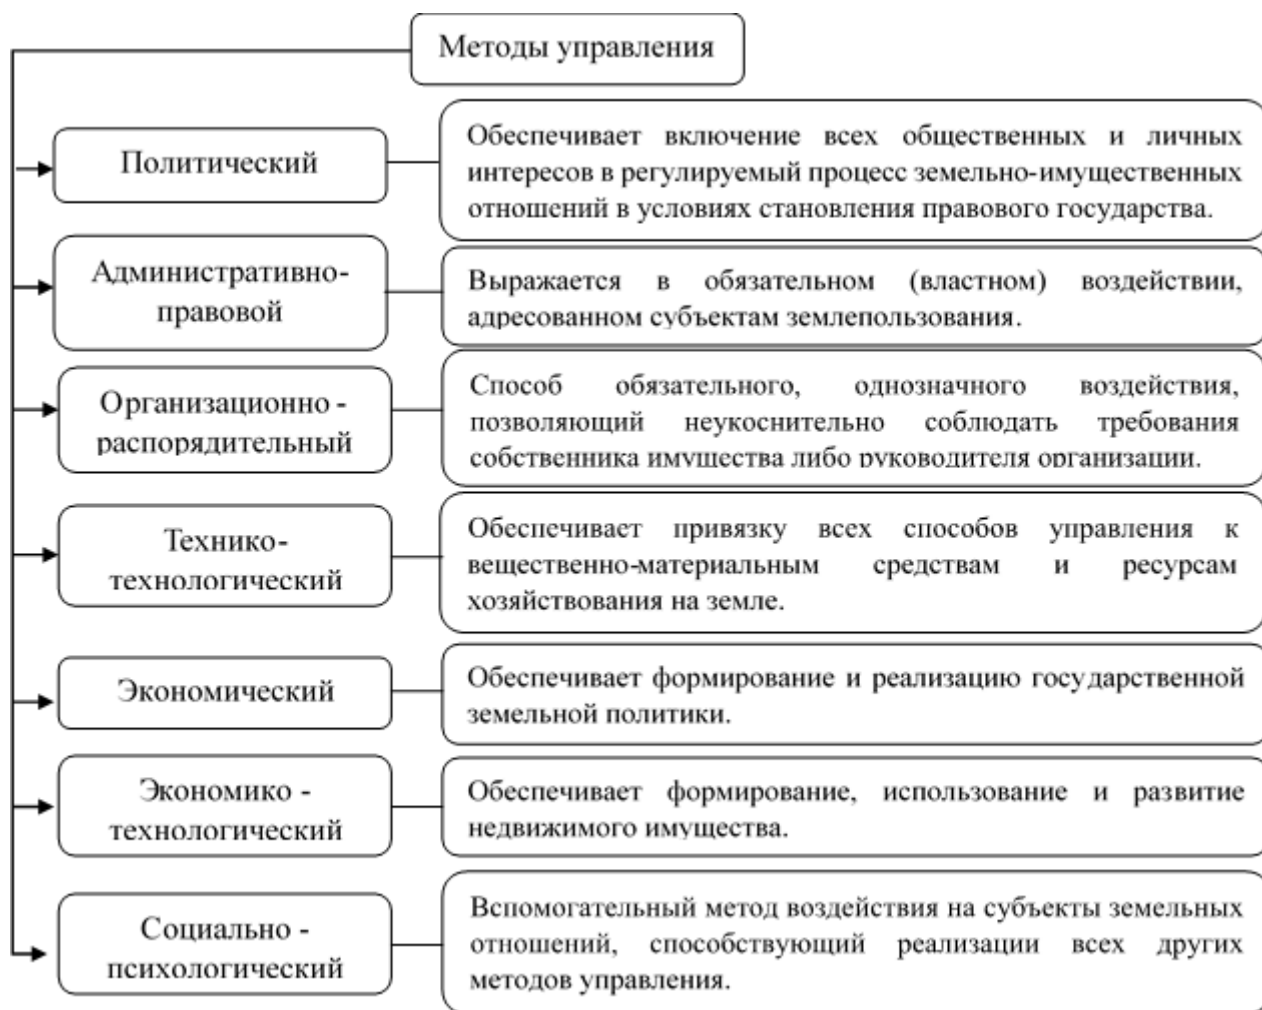 Методы управления
Политический
Обеспечивает включение всех общественных и личных
интересов в регулируемый процесс земельно-имущественных
отношений в условиях становления правового государства.
Административно-
правовой
Выражается в обязательном (властном) воздействии,
адресованном субъектам землепользования.
Организационно -
распорядительный
Способ обязательного, однозначного воздействия,
позволяющий неукоснительно соблюдать требования
собственника имущества либо руководителя организации.
Технико-
технологический
Обеспечивает привязку всех способов управления к
вещественно-материальным средствам и ресурсам
хозяйствования на земле.
Экономический
Обеспечивает формирование и реализацию государственной
земельной политики.
Экономико -
технологический
Обеспечивает формирование, использование и развитие
недвижимого имущества.
Социально -
психологический
Вспомогательный метод воздействия на субъекты земельных
отношений, способствующий реализации всех других
методов управления.